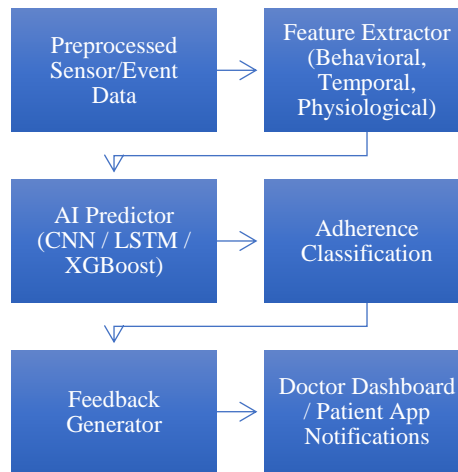 Preprocessed
Sensor/Event
Data
Feature Extractor
(Behavioral,
Temporal,
Physiological)
AI Predictor
(CNN / LSTM /
XGBoost)
Adherence
Classification
Feedback
Generator
Doctor Dashboard
/ Patient App
Notifications